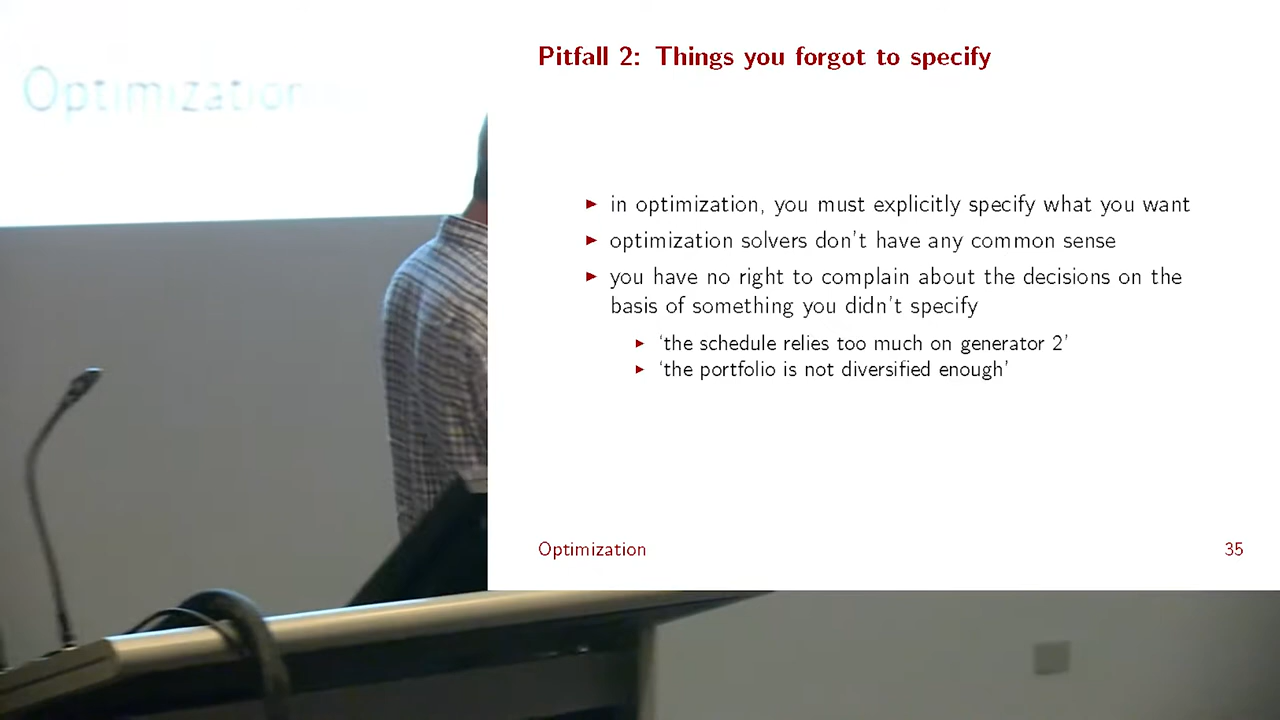 Optimization
Pitfall 2: Things you forgot to specify
▶ in optimization, you must explicitly specify what you want
▶ optimization solvers don't have any common sense
▶ you have no right to complain about the decisions on the
basis of something you didn't specify
▶ 'the schedule relies too much on generator 2'
▶ 'the portfolio is not diversified enough'
Optimization 35